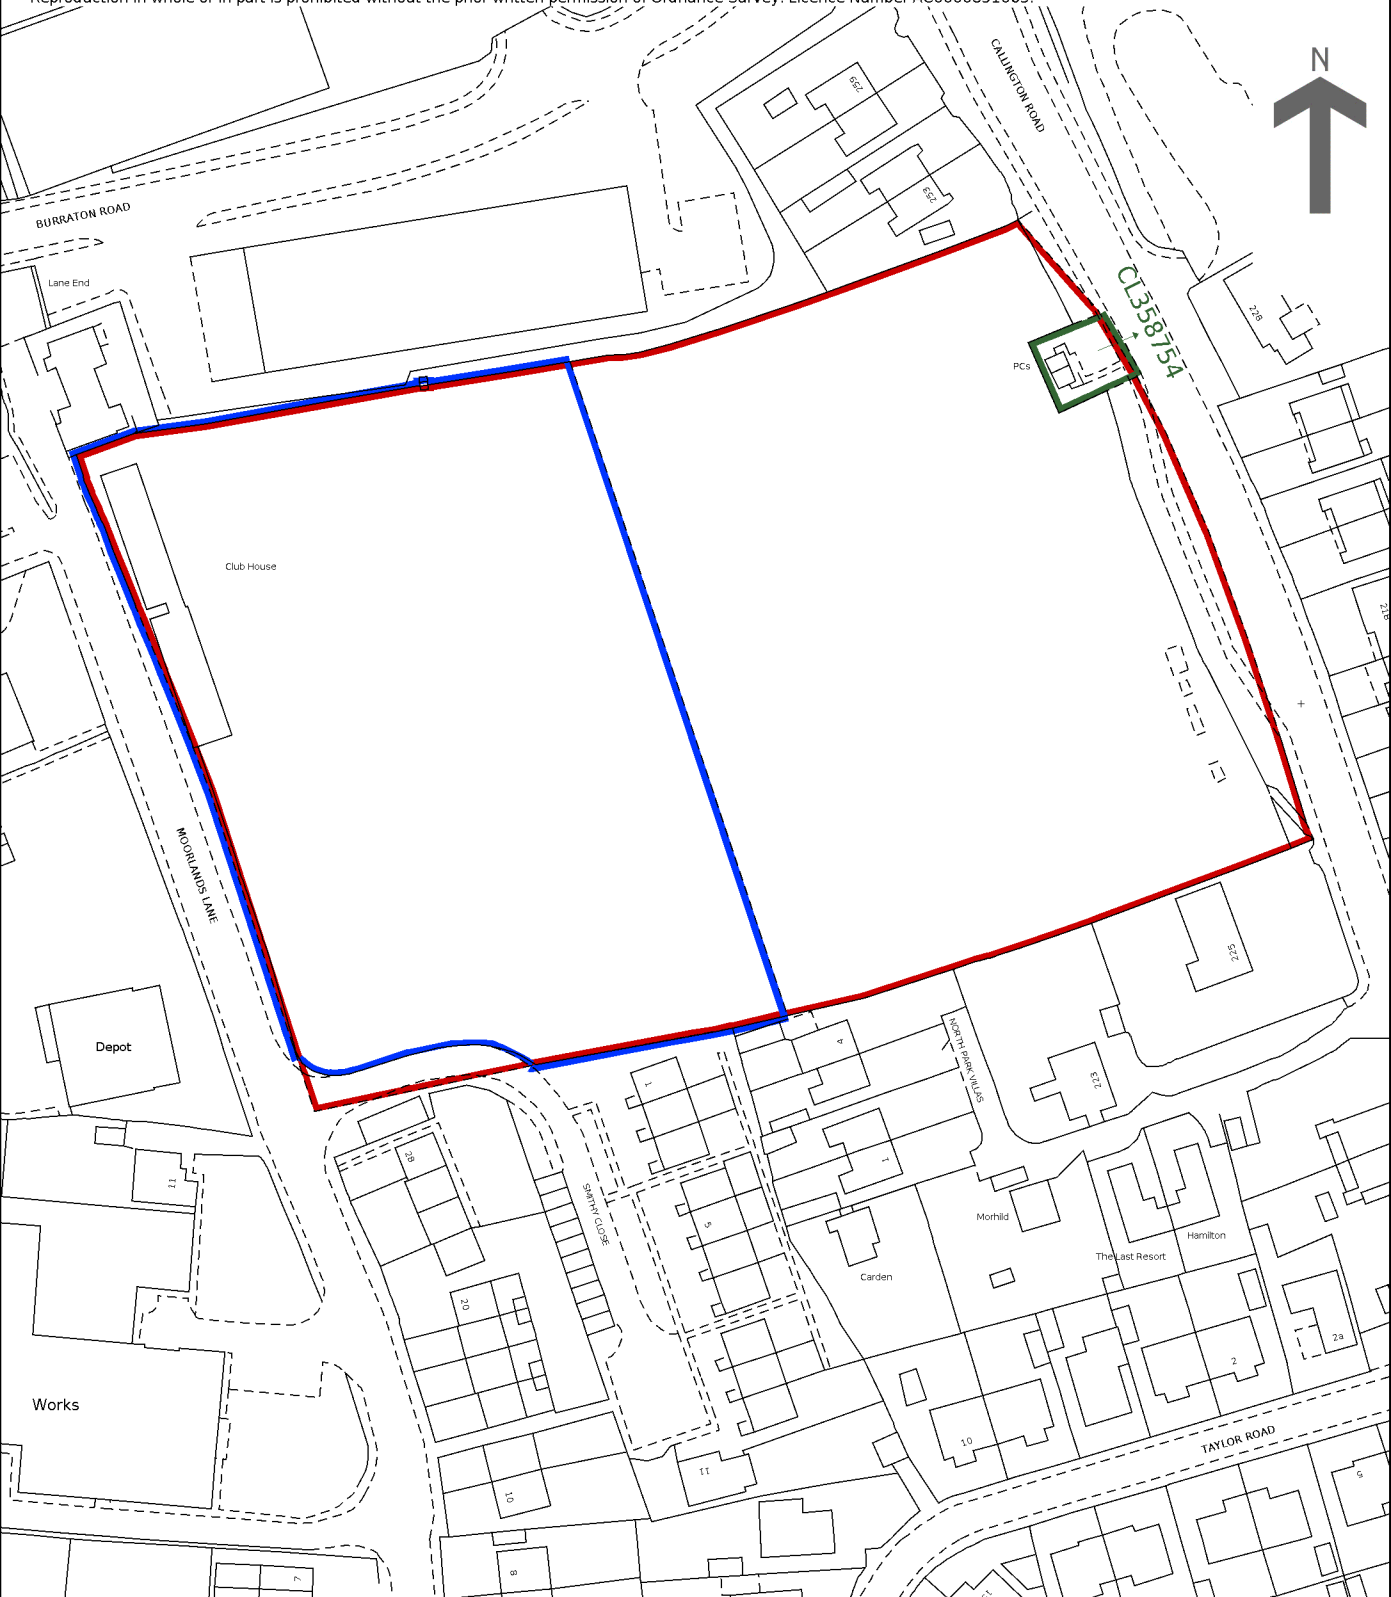 N
CALLINGTON ROAD
259
253
BURRATON ROAD
Lane End
228
CL358754
PCs
Club House
218
MOORLANDS LANE
225
Depot
4
NORTH PARK VILLAS
223
1
28
1
11
SMITHY CLOSE
5
Morhild
Hamilton
The Last Resort
Carden
20
2a
2
Works
10
TAYLOR ROAD
11
5
10
8
7